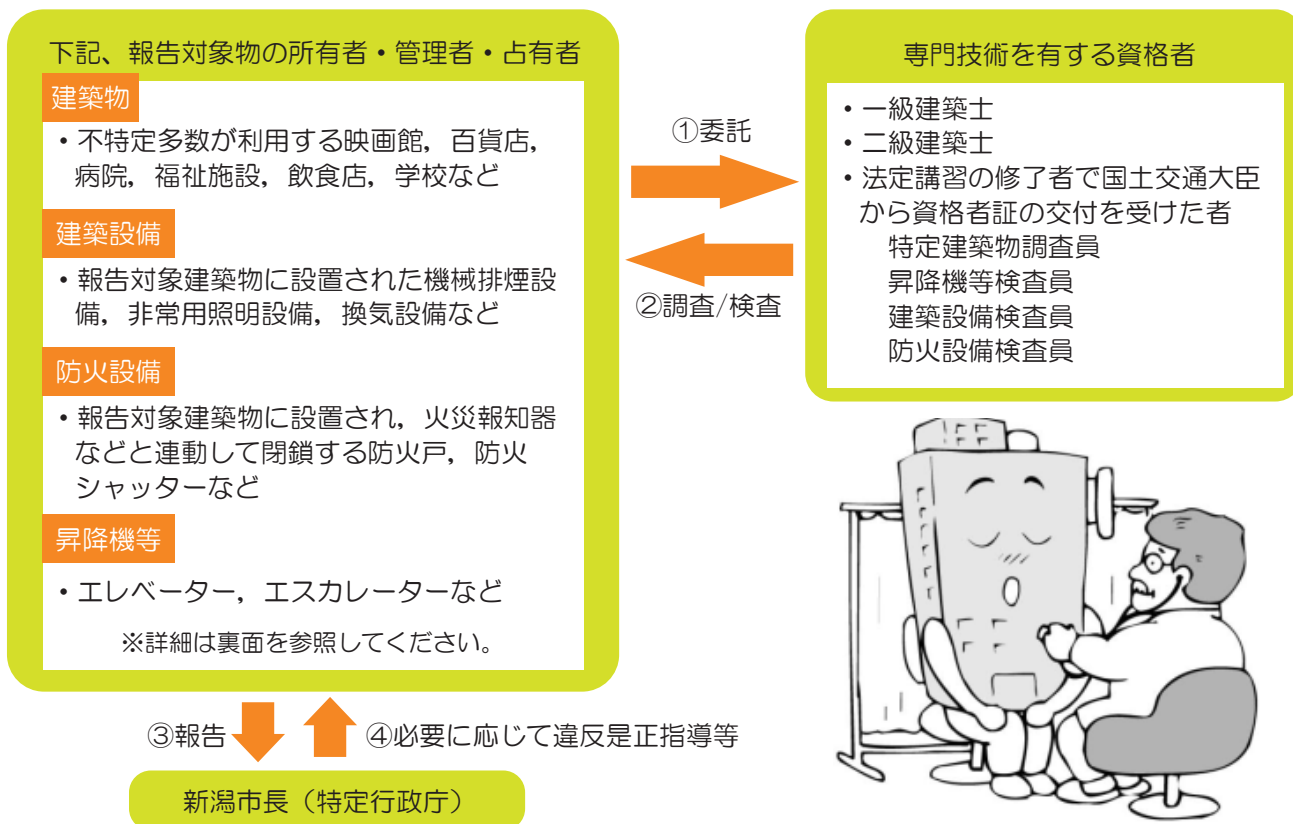 下記、報告対象物の所有者・管理者・占有者
建築物
・不特定多数が利用する映画館，百貨店，
病院，福祉施設，飲食店，学校など
建築設備
・報告対象建築物に設置された機械排煙設
備，非常用照明設備，換気設備など
防火設備
・報告対象建築物に設置され，火災報知器
などと連動して閉鎖する防火戸，防火
シャッターなど
昇降機等
・エレベーター，エスカレーターなど
※詳細は裏面を参照してください。
①委託
②調査/検査
専門技術を有する資格者
・一級建築士
・二級建築士
・法定講習の修了者で国土交通大臣
から資格者証の交付を受けた者
特定建築物調査員
昇降機等検査員
建築設備検査員
防火設備検査員
③報告
④必要に応じて違反是正指導等
新潟市長（特定行政庁）